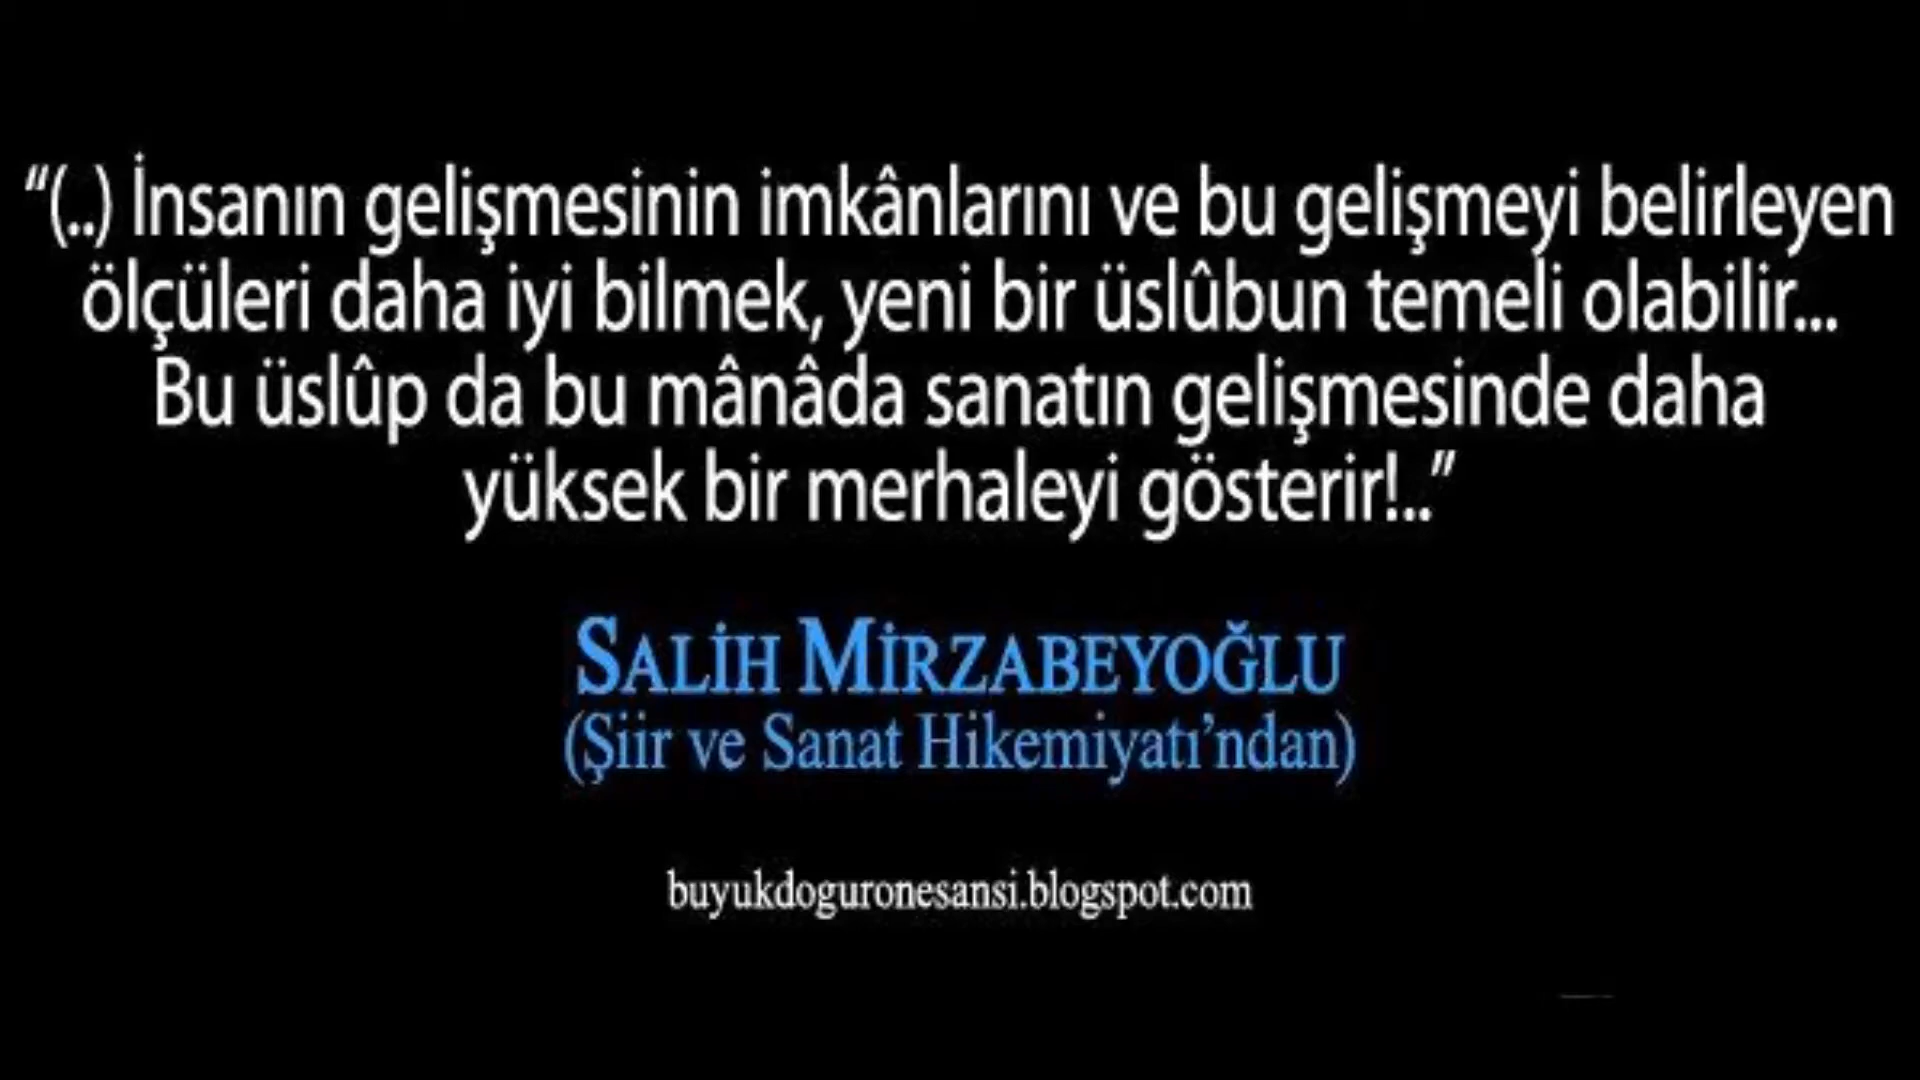 “(..) İnsanın gelişmesinin imkânlarını ve bu gelişmeyi belirleyen
ölçüleri daha iyi bilmek, yeni bir üslûbun temeli olabilir...
Bu üslûp da bu mânâda sanatın gelişmesinde daha
yüksek bir merhaleyi gösterir!..”
SALİH MİRZABEYOĞLU
(Şiir ve Sanat Hikemiyatı’ndan)
buyukdoguronesansi.blogspot.com